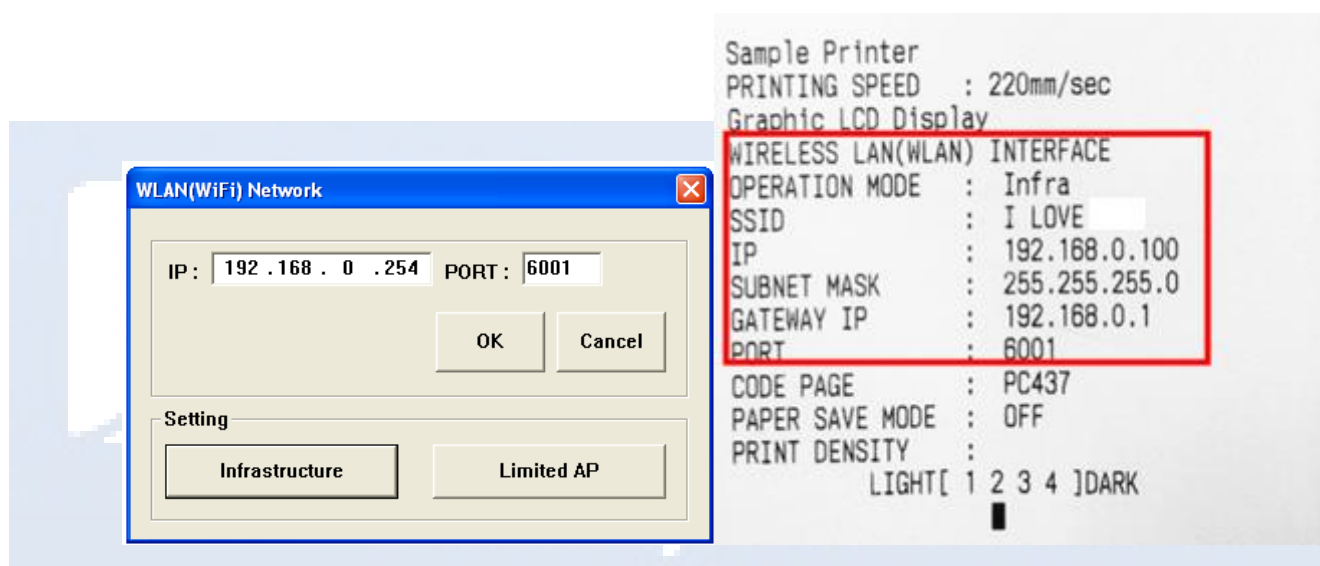 WLAN(WiFi) Network
IP : 192 .168 . 0 .254 PORT : 6001
OK Cancel
Setting
Infrastructure Limited AP
Sample Printer
PRINTING SPEED : 220mm/sec
Graphic LCD Display
WIRELESS LAN(WLAN) INTERFACE
OPERATION MODE : Infra
SSID : I LOVE
IP : 192.168.0.100
SUBNET MASK : 255.255.255.0
GATEWAY IP : 192.168.0.1
PORT : 6001
CODE PAGE : PC437
PAPER SAVE MODE : OFF
PRINT DENSITY :
LIGHT[ 1 2 3 4 ]DARK